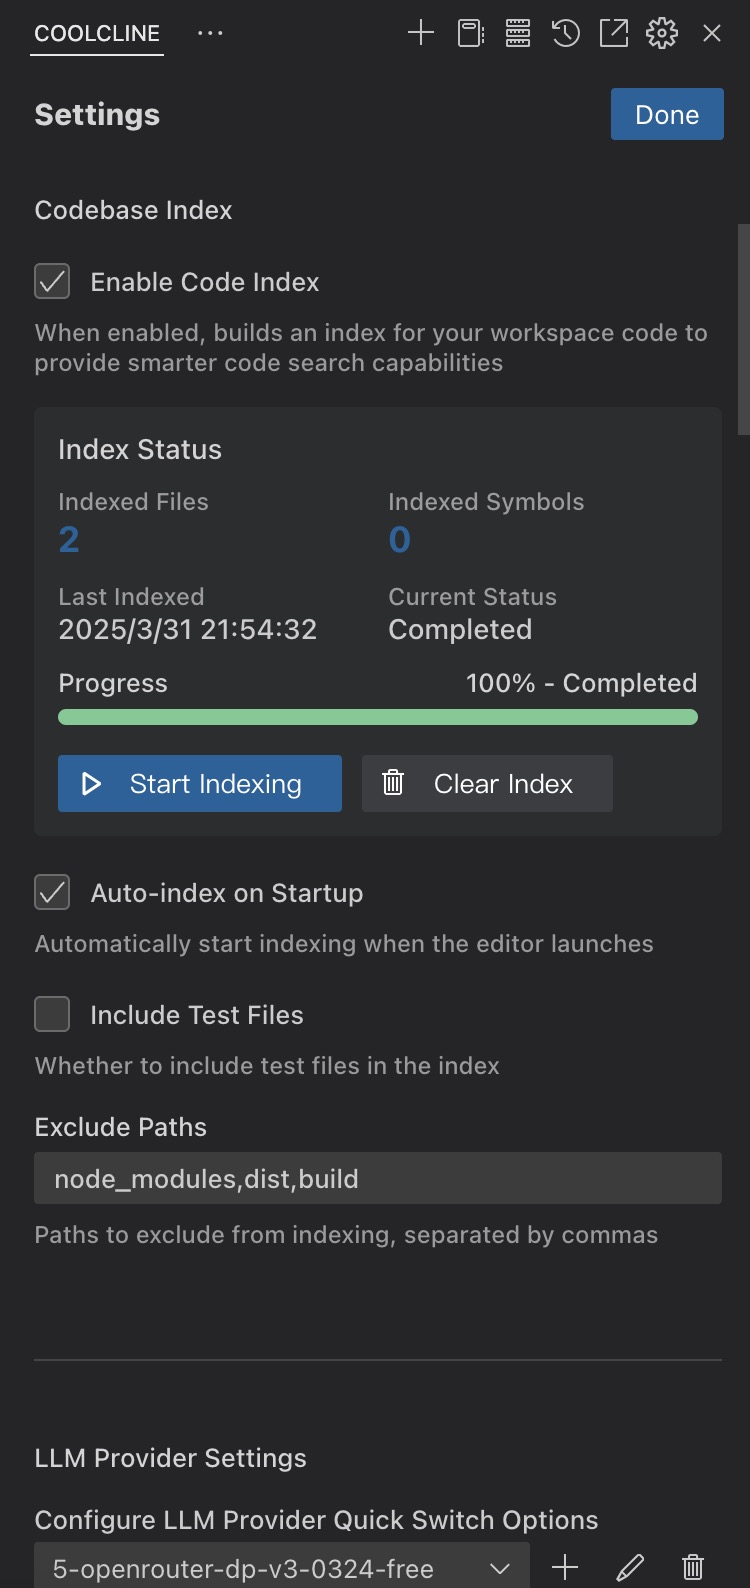 COOLCLINE ...
Settings
Done
Codebase Index
Enable Code Index
When enabled, builds an index for your workspace code to
provide smarter code search capabilities
Index Status
Indexed Files Indexed Symbols
2 0
Last Indexed Current Status
2025/3/31 21:54:32 Completed
Progress 100% - Completed
Start Indexing Clear Index
Auto-index on Startup
Automatically start indexing when the editor launches
Include Test Files
Whether to include test files in the index
Exclude Paths
node_modules,dist,build
Paths to exclude from indexing, separated by commas
LLM Provider Settings
Configure LLM Provider Quick Switch Options
5-openrouter-dp-v3-0324-free